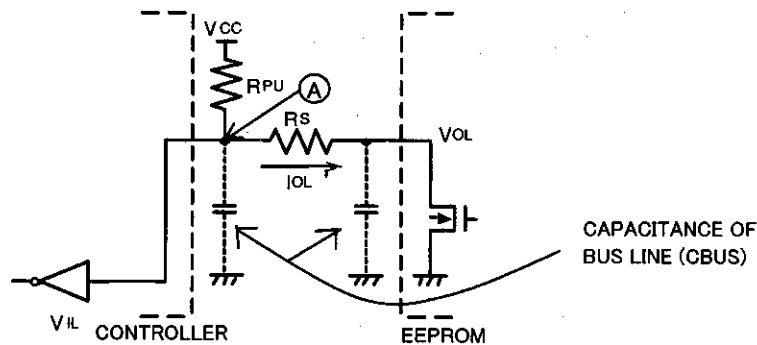 VCC
RPU
A
RS
VOL
IOL
CAPACITANCE OF
BUS LINE (CBUS)
VIL
CONTROLLER
EEPROM